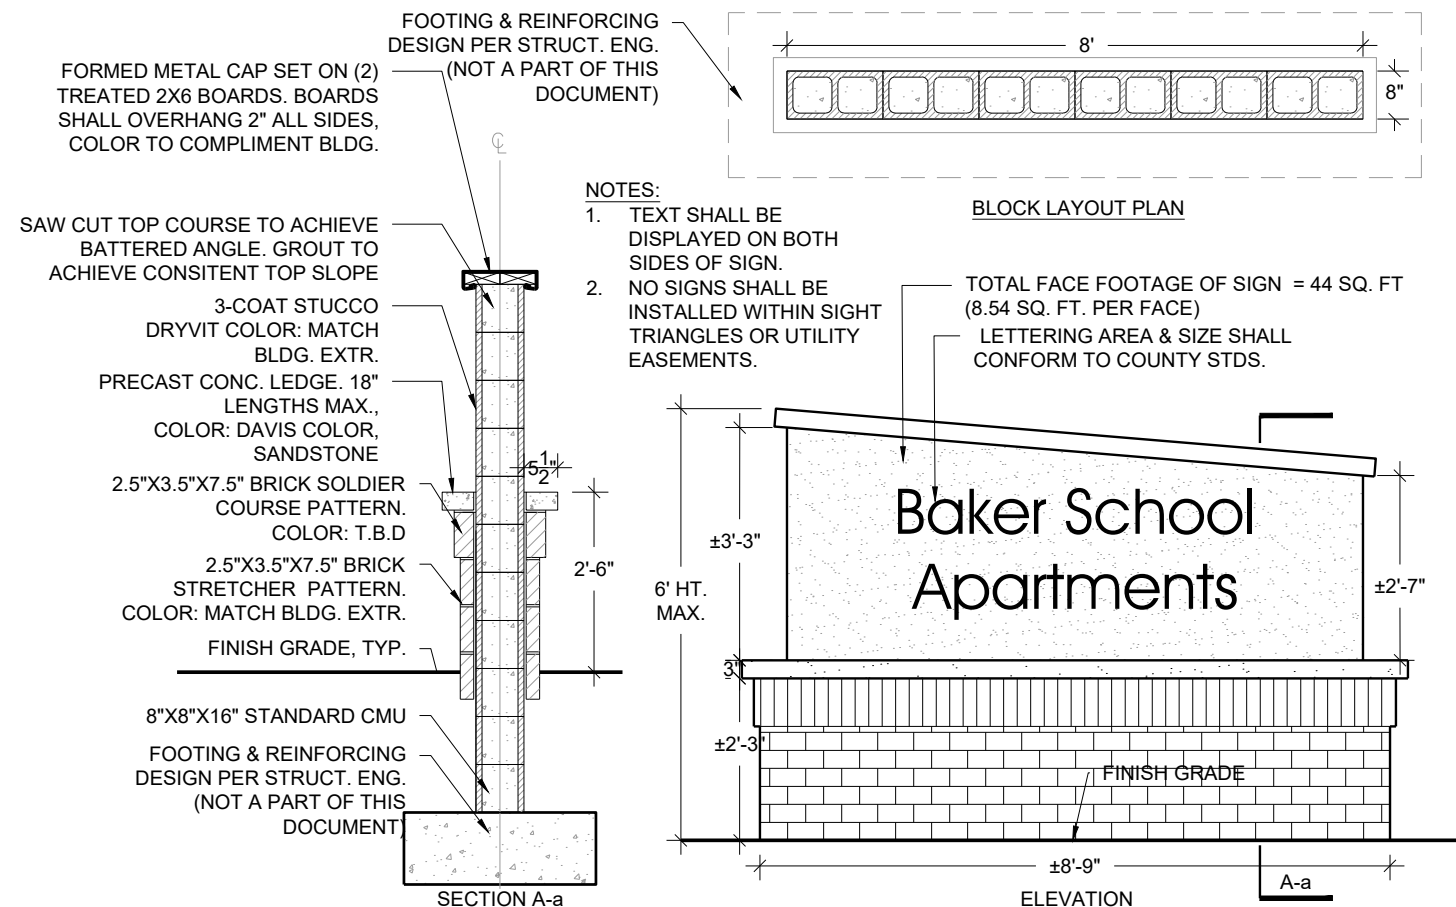 FOOTING & REINFORCING
DESIGN PER STRUCT. ENG.
(NOT A PART OF THIS
DOCUMENT)
FORMED METAL CAP SET ON (2)
TREATED 2X6 BOARDS. BOARDS
SHALL OVERHANG 2" ALL SIDES,
COLOR TO COMPLIMENT BLDG.
SAW CUT TOP COURSE TO ACHIEVE
BATTERED ANGLE. GROUT TO
ACHIEVE CONSITENT TOP SLOPE
3-COAT STUCCO
DRYVIT COLOR: MATCH
BLDG. EXTR.
PRECAST CONC. LEDGE. 18"
LENGTHS MAX.,
COLOR: DAVIS COLOR,
SANDSTONE
2.5"X3.5"X7.5" BRICK SOLDIER
COURSE PATTERN.
COLOR: T.B.D
2.5"X3.5"X7.5" BRICK
STRETCHER PATTERN.
COLOR: MATCH BLDG. EXTR.
FINISH GRADE, TYP.
8"X8"X16" STANDARD CMU
FOOTING & REINFORCING
DESIGN PER STRUCT. ENG.
(NOT A PART OF THIS
DOCUMENT)
℄
5 1/2"
2'-6"
SECTION A-a
8'
8"
BLOCK LAYOUT PLAN
NOTES:
1. TEXT SHALL BE
DISPLAYED ON BOTH
SIDES OF SIGN.
2. NO SIGNS SHALL BE
INSTALLED WITHIN SIGHT
TRIANGLES OR UTILITY
EASEMENTS.
TOTAL FACE FOOTAGE OF SIGN = 44 SQ. FT
(8.54 SQ. FT. PER FACE)
LETTERING AREA & SIZE SHALL
CONFORM TO COUNTY STDS.
Baker School
Apartments
±3'-3"
6' HT.
MAX.
±2'-7"
3"
±2'-3"
FINISH GRADE
±8'-9"
A-a
ELEVATION